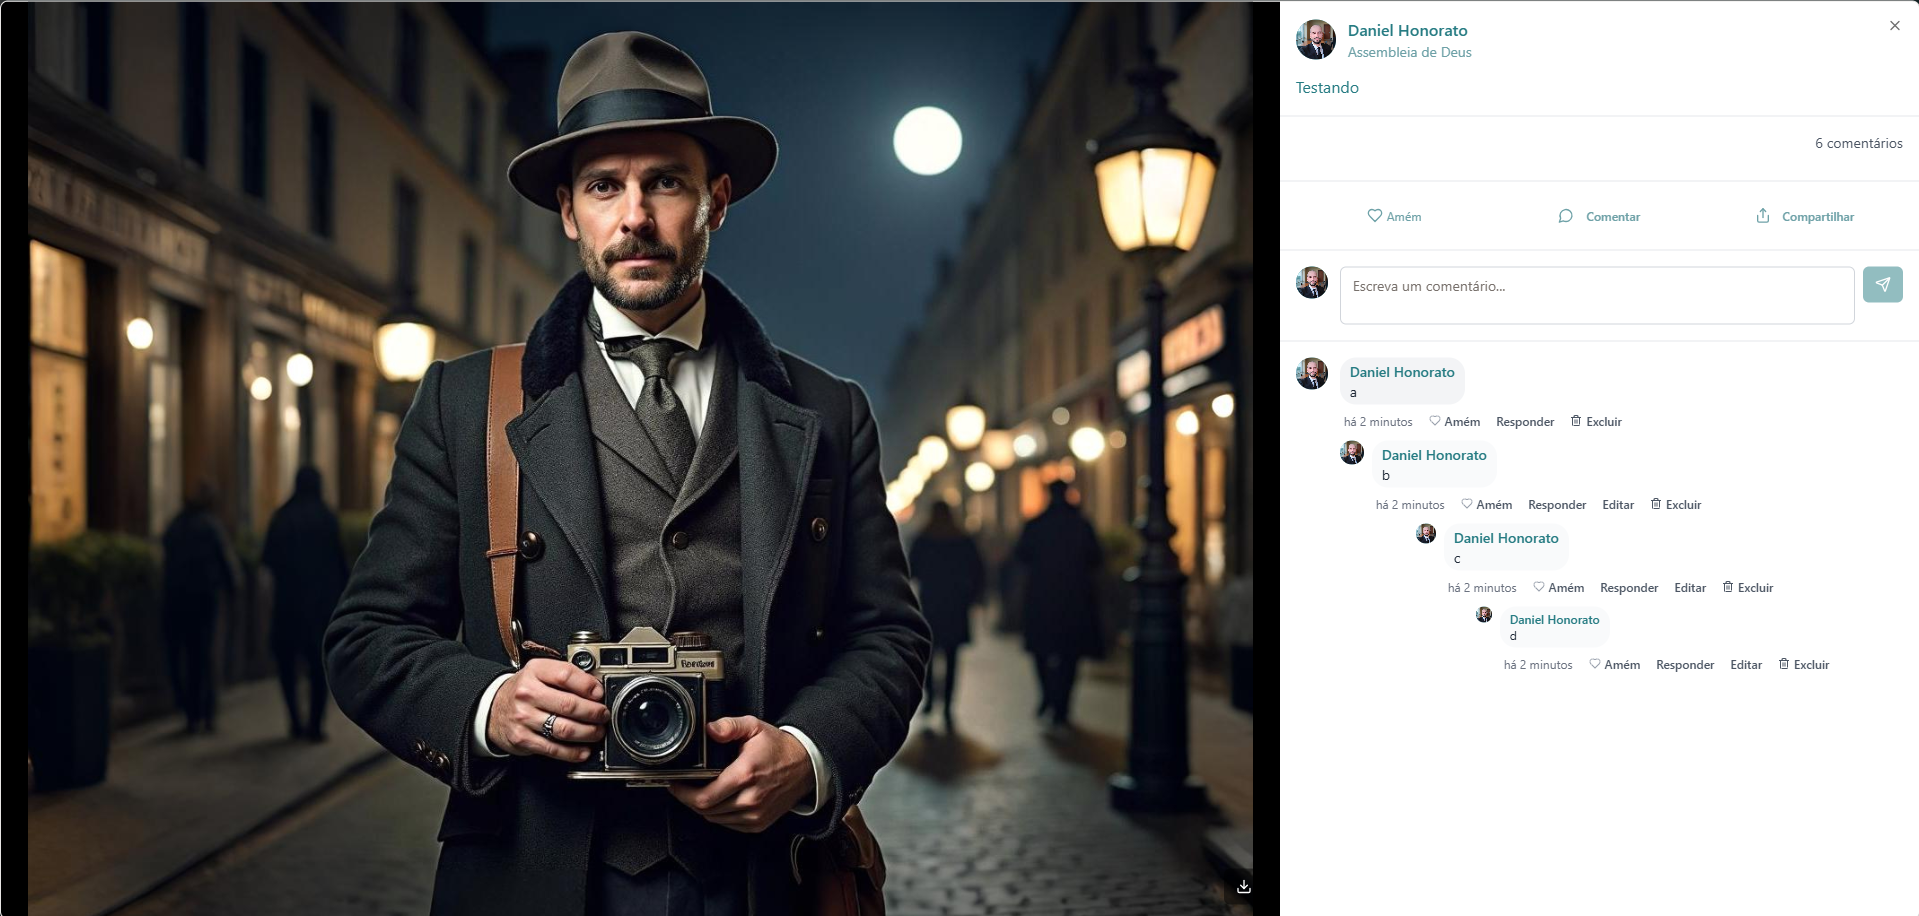 Daniel Honorato
Assembleia de Deus
Testando
6 comentários
Amém Comentar Compartilhar
Escreva um comentário...
Daniel Honorato
a
há 2 minutos Amém Responder Excluir
Daniel Honorato
b
há 2 minutos Amém Responder Editar Excluir
Daniel Honorato
c
há 2 minutos Amém Responder Editar Excluir
Daniel Honorato
d
há 2 minutos Amém Responder Editar Excluir